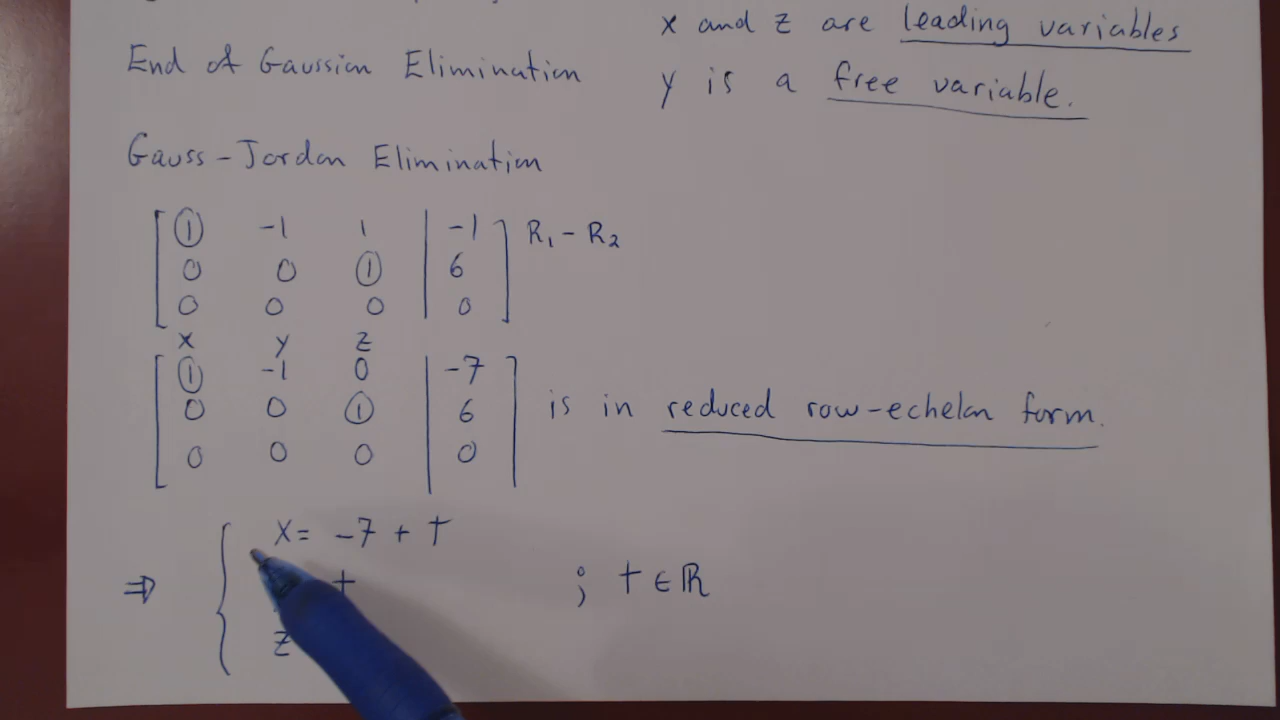 x and z are leading variables
End of Gaussian Elimination
y is a free variable.
Gauss-Jordan Elimination
1 -1 1 | -1 R₁ - R₂
0 0 1 | 6
0 0 0 | 0
x y z
1 -1 0 | -7
0 0 1 | 6 is in reduced row-echelon form.
0 0 0 | 0
x = -7 + t
⇒ t ; t ∈ ℝ
z